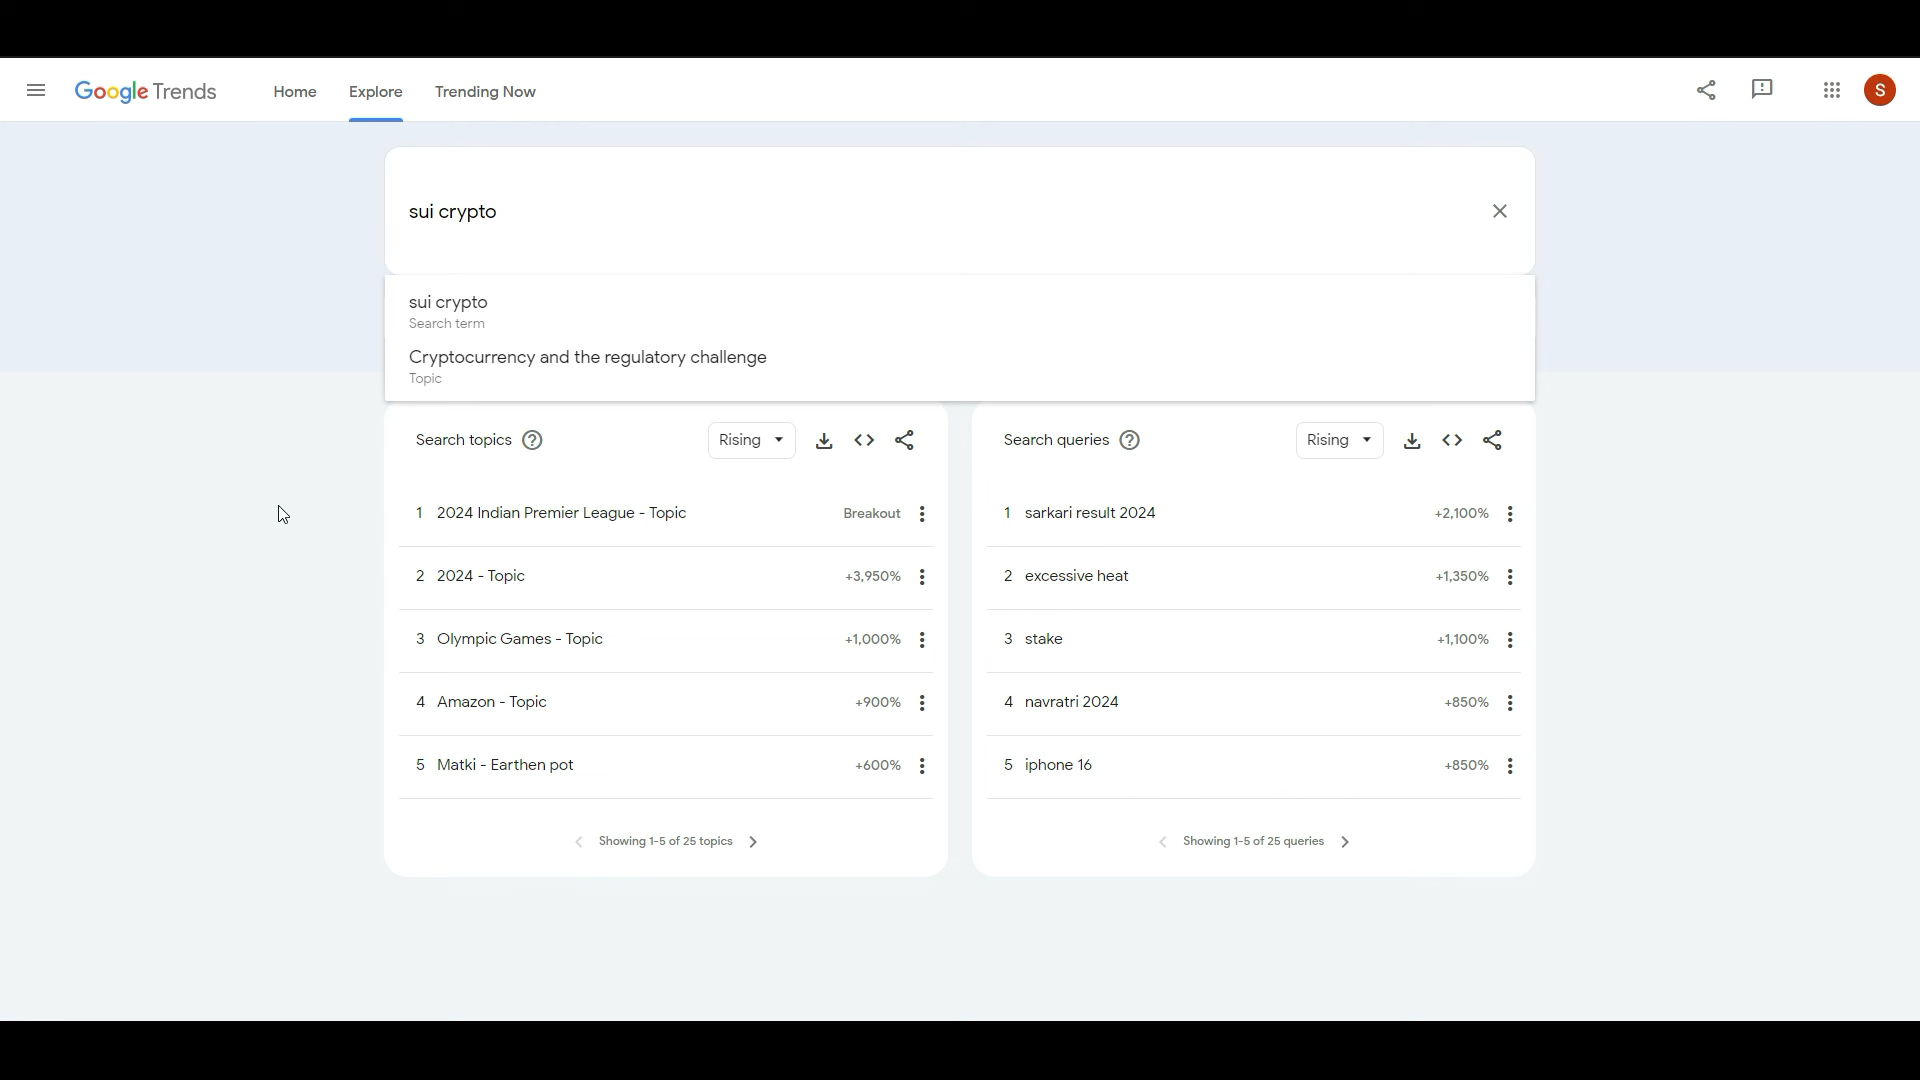 Google Trends
Home
Explore
Trending Now
S
sui crypto
sui crypto
Search term
Cryptocurrency and the regulatory challenge
Topic
Search topics
Rising
1 2024 Indian Premier League - Topic Breakout
2 2024 - Topic +3,950%
3 Olympic Games - Topic +1,000%
4 Amazon - Topic +900%
5 Matki - Earthen pot +600%
Showing 1-5 of 25 topics
Search queries
Rising
1 sarkari result 2024 +2,100%
2 excessive heat +1,350%
3 stake +1,100%
4 navratri 2024 +850%
5 iphone 16 +850%
Showing 1-5 of 25 queries